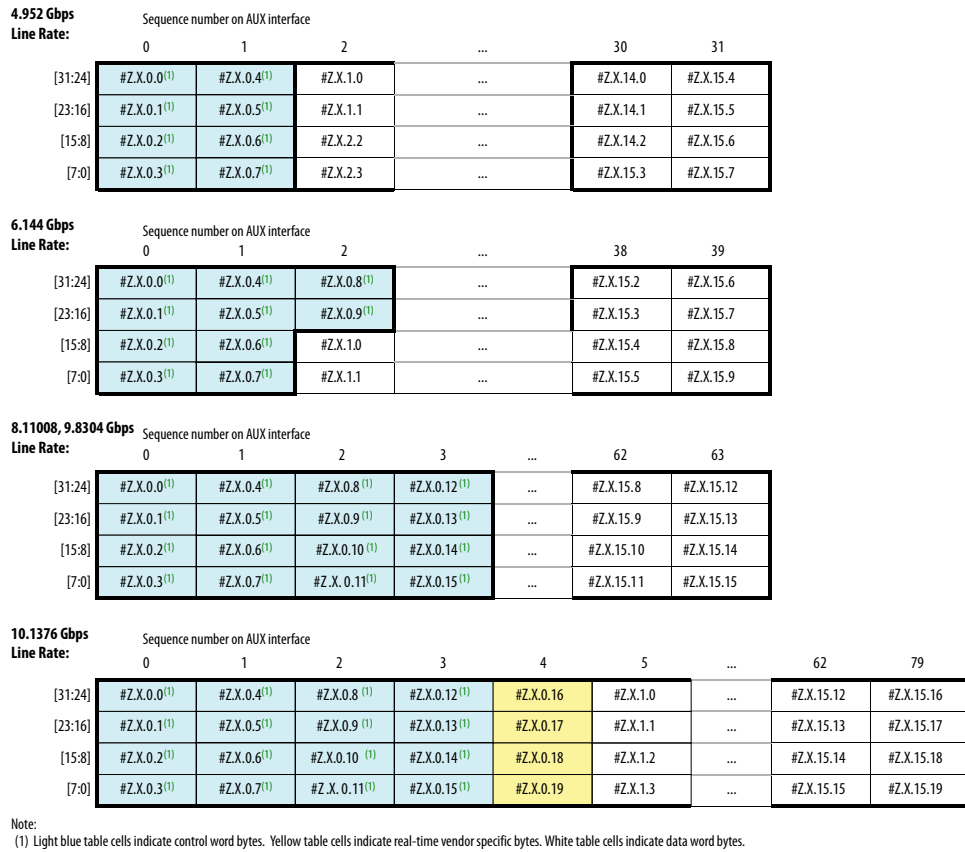 4.952 Gbps
Line Rate:
Sequence number on AUX interface
0 1 2 ... 30 31
[31:24] #Z.X.0.0(1) #Z.X.0.4(1) #Z.X.1.0 ... #Z.X.14.0 #Z.X.15.4
[23:16] #Z.X.0.1(1) #Z.X.0.5(1) #Z.X.1.1 ... #Z.X.14.1 #Z.X.15.5
[15:8] #Z.X.0.2(1) #Z.X.0.6(1) #Z.X.2.2 ... #Z.X.14.2 #Z.X.15.6
[7:0] #Z.X.0.3(1) #Z.X.0.7(1) #Z.X.2.3 ... #Z.X.15.3 #Z.X.15.7
6.144 Gbps
Line Rate:
Sequence number on AUX interface
0 1 2 ... 38 39
[31:24] #Z.X.0.0(1) #Z.X.0.4(1) #Z.X.0.8(1) ... #Z.X.15.2 #Z.X.15.6
[23:16] #Z.X.0.1(1) #Z.X.0.5(1) #Z.X.0.9(1) ... #Z.X.15.3 #Z.X.15.7
[15:8] #Z.X.0.2(1) #Z.X.0.6(1) #Z.X.1.0 ... #Z.X.15.4 #Z.X.15.8
[7:0] #Z.X.0.3(1) #Z.X.0.7(1) #Z.X.1.1 ... #Z.X.15.5 #Z.X.15.9
8.11008, 9.8304 Gbps
Line Rate:
Sequence number on AUX interface
0 1 2 3 ... 62 63
[31:24] #Z.X.0.0(1) #Z.X.0.4(1) #Z.X.0.8 (1) #Z.X.0.12 (1) ... #Z.X.15.8 #Z.X.15.12
[23:16] #Z.X.0.1(1) #Z.X.0.5(1) #Z.X.0.9 (1) #Z.X.0.13 (1) ... #Z.X.15.9 #Z.X.15.13
[15:8] #Z.X.0.2(1) #Z.X.0.6(1) #Z.X.0.10 (1) #Z.X.0.14 (1) ... #Z.X.15.10 #Z.X.15.14
[7:0] #Z.X.0.3(1) #Z.X.0.7(1) #Z .X. 0.11(1) #Z.X.0.15 (1) ... #Z.X.15.11 #Z.X.15.15
10.1376 Gbps
Line Rate:
Sequence number on AUX interface
0 1 2 3 4 5 ... 62 79
[31:24] #Z.X.0.0(1) #Z.X.0.4(1) #Z.X.0.8 (1) #Z.X.0.12(1) #Z.X.0.16 #Z.X.1.0 ... #Z.X.15.12 #Z.X.15.16
[23:16] #Z.X.0.1(1) #Z.X.0.5(1) #Z.X.0.9 (1) #Z.X.0.13(1) #Z.X.0.17 #Z.X.1.1 ... #Z.X.15.13 #Z.X.15.17
[15:8] #Z.X.0.2(1) #Z.X.0.6(1) #Z.X.0.10 (1) #Z.X.0.14(1) #Z.X.0.18 #Z.X.1.2 ... #Z.X.15.14 #Z.X.15.18
[7:0] #Z.X.0.3(1) #Z.X.0.7(1) #Z .X. 0.11(1) #Z.X.0.15(1) #Z.X.0.19 #Z.X.1.3 ... #Z.X.15.15 #Z.X.15.19
Note:
(1) Light blue table cells indicate control word bytes. Yellow table cells indicate real-time vendor specific bytes. White table cells indicate data word bytes.